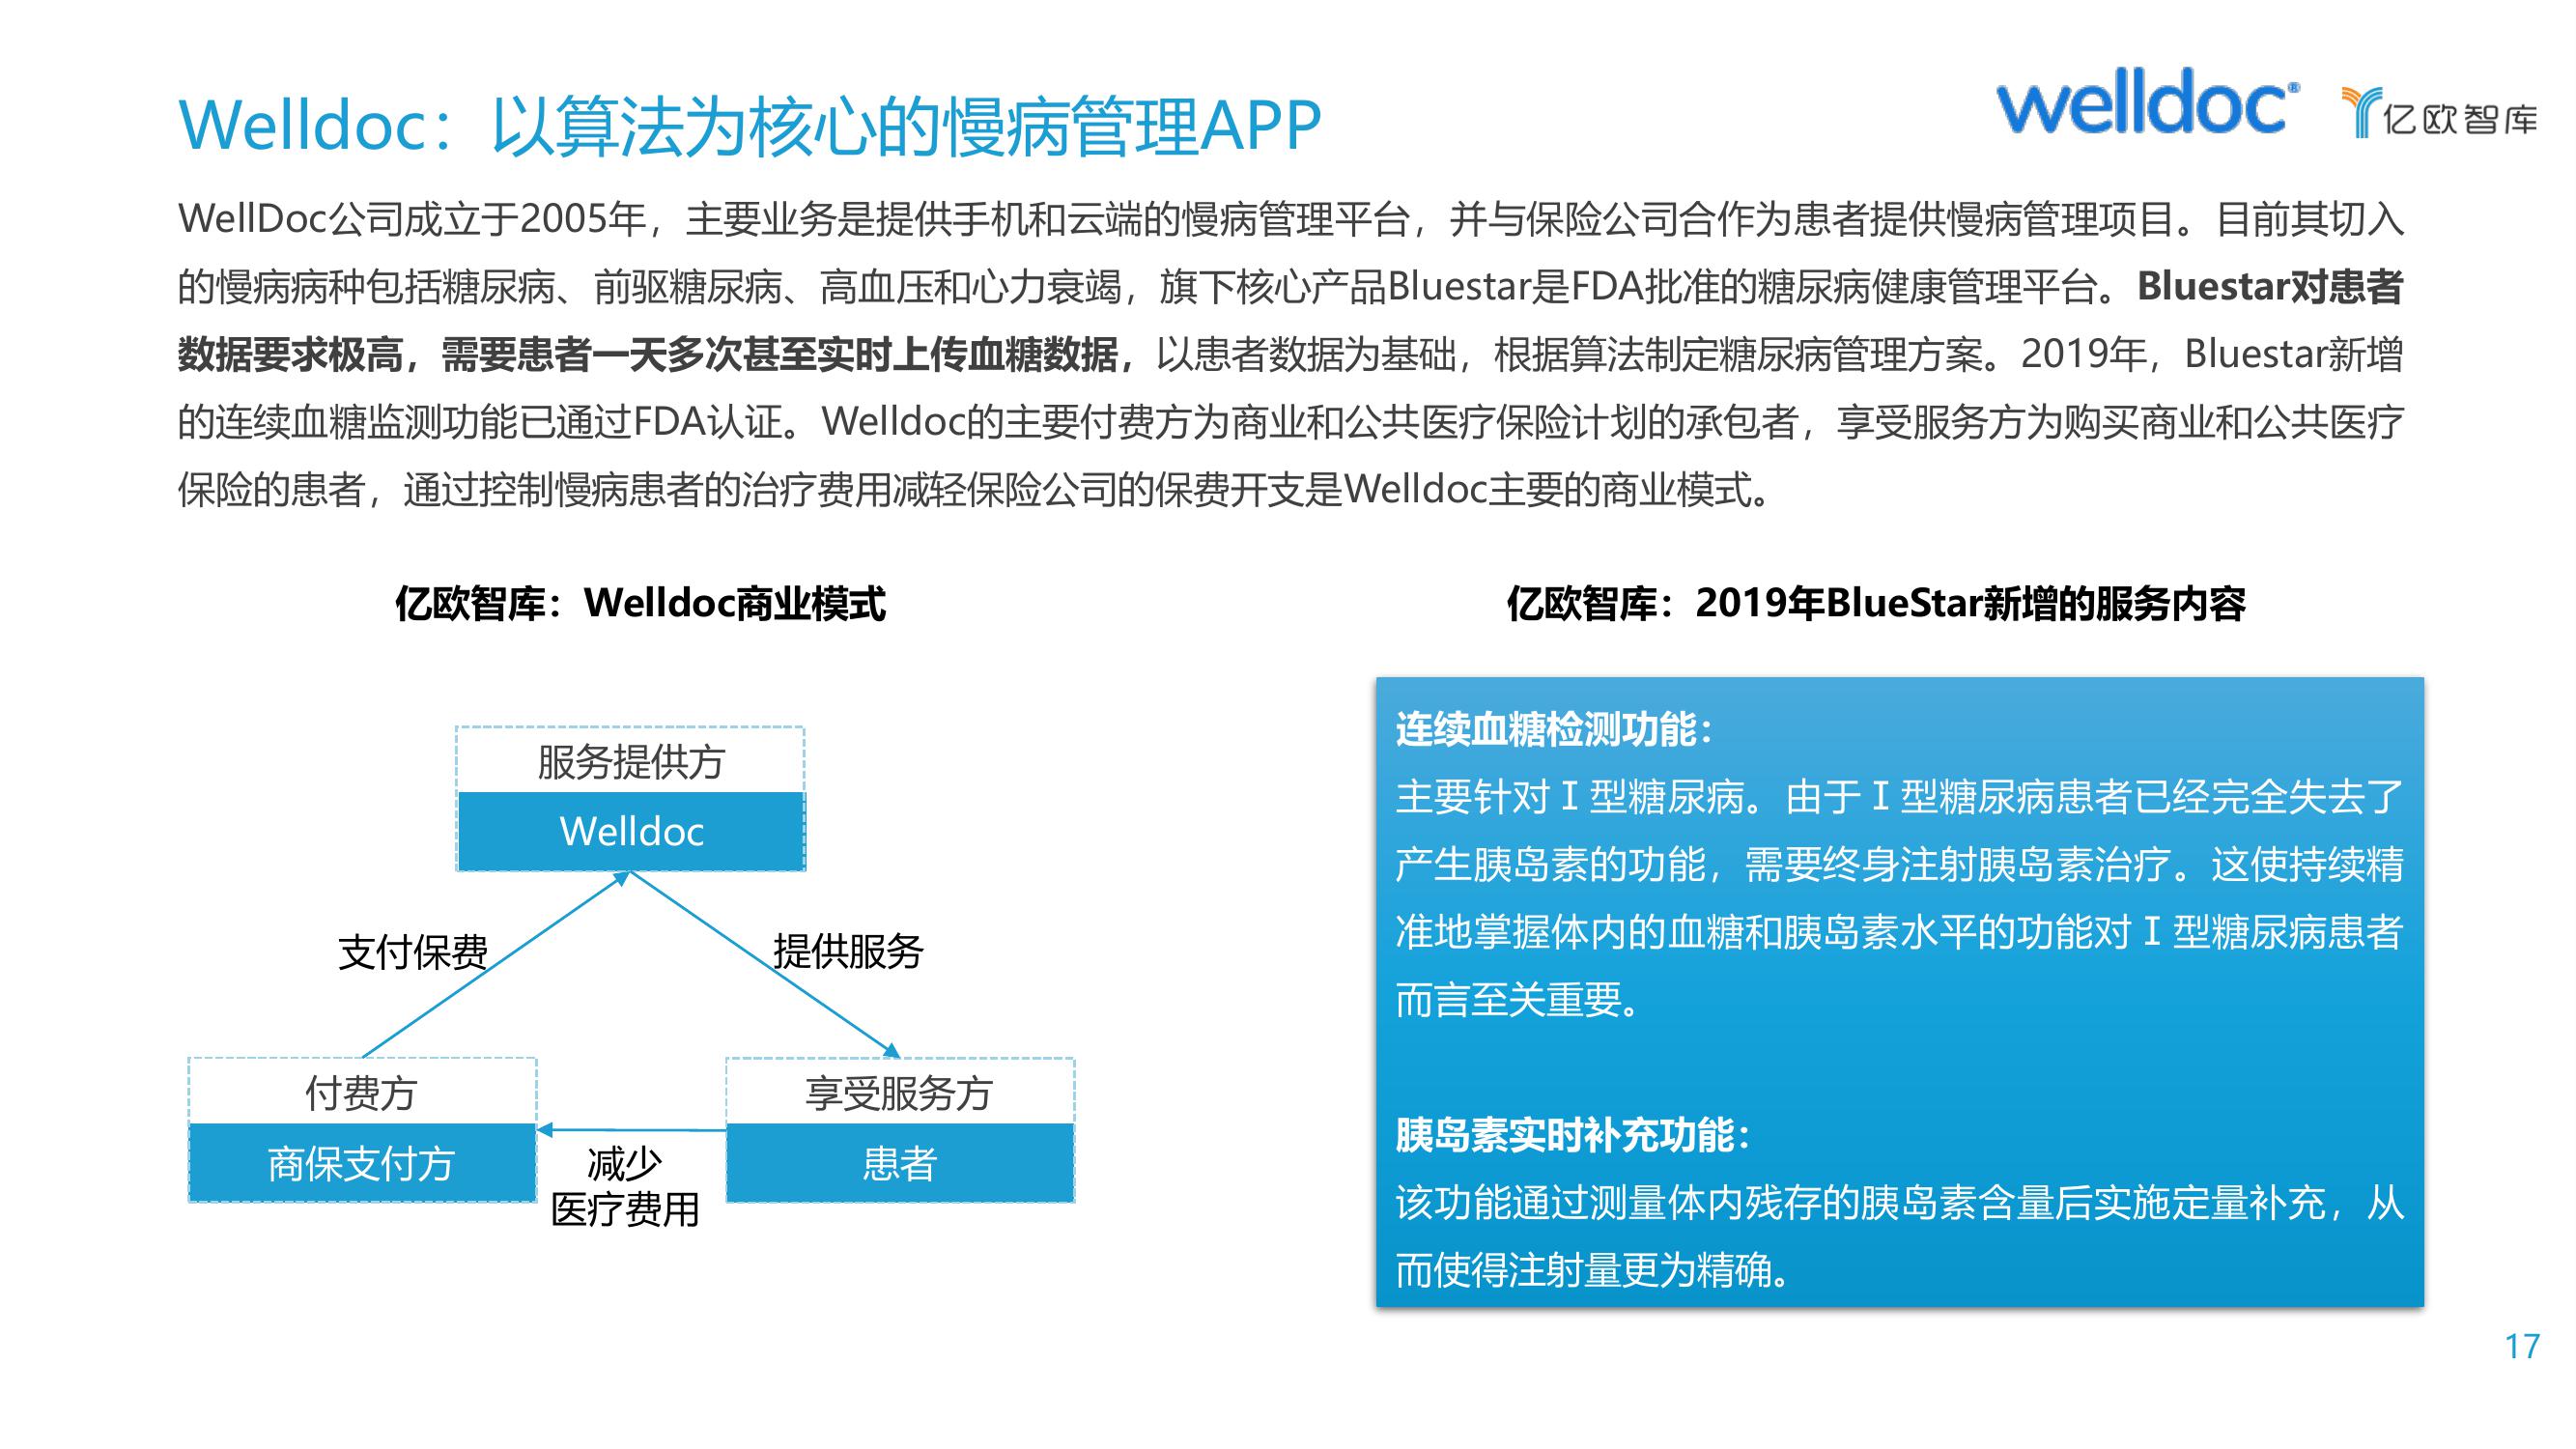 Welldoc：以算法为核心的慢病管理APP
welldoc®
亿欧智库
WellDoc公司成立于2005年，主要业务是提供手机和云端的慢病管理平台，并与保险公司合作为患者提供慢病管理项目。目前其切入
的慢病病种包括糖尿病、前驱糖尿病、高血压和心力衰竭，旗下核心产品Bluestar是FDA批准的糖尿病健康管理平台。Bluestar对患者
数据要求极高，需要患者一天多次甚至实时上传血糖数据，以患者数据为基础，根据算法制定糖尿病管理方案。2019年，Bluestar新增
的连续血糖监测功能已通过FDA认证。Welldoc的主要付费方为商业和公共医疗保险计划的承包者，享受服务方为购买商业和公共医疗
保险的患者，通过控制慢病患者的治疗费用减轻保险公司的保费开支是Welldoc主要的商业模式。
亿欧智库：Welldoc商业模式
服务提供方
Welldoc
支付保费
提供服务
付费方
商保支付方
享受服务方
患者
减少
医疗费用
亿欧智库：2019年BlueStar新增的服务内容
连续血糖检测功能：
主要针对Ⅰ型糖尿病。由于Ⅰ型糖尿病患者已经完全失去了
产生胰岛素的功能，需要终身注射胰岛素治疗。这使持续精
准地掌握体内的血糖和胰岛素水平的功能对Ⅰ型糖尿病患者
而言至关重要。
胰岛素实时补充功能：
该功能通过测量体内残存的胰岛素含量后实施定量补充，从
而使得注射量更为精确。
17